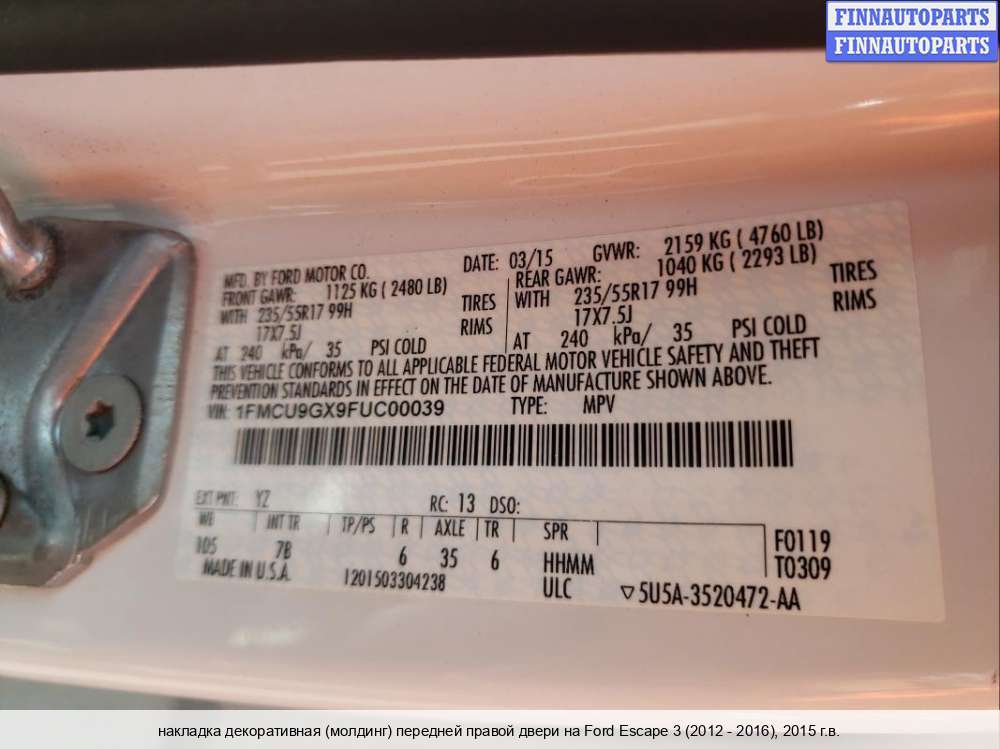 FINNAUTOPARTS
FINNAUTOPARTS
MFD. BY FORD MOTOR CO.
DATE: 03/15 GVWR: 2159 KG ( 4760 LB)
FRONT GAWR: 1125 KG ( 2480 LB)
REAR GAWR: 1040 KG ( 2293 LB)
WITH 235/55R17 99H TIRES
WITH 235/55R17 99H TIRES
17X7.5J RIMS
17X7.5J RIMS
AT 240 kPa/ 35 PSI COLD
AT 240 kPa/ 35 PSI COLD
THIS VEHICLE CONFORMS TO ALL APPLICABLE FEDERAL MOTOR VEHICLE SAFETY AND THEFT
PREVENTION STANDARDS IN EFFECT ON THE DATE OF MANUFACTURE SHOWN ABOVE.
VIN: 1FMCU9GX9FUC00039 TYPE: MPV
EXT PNT: YZ RC: 13 DSO:
WB INT TR TP/PS R AXLE TR SPR
105 7B 6 35 6 HHMM
F0119
T0309
MADE IN U.S.A. 1201503304238 ULC ▽5U5A-3520472-AA
накладка декоративная (молдинг) передней правой двери на Ford Escape 3 (2012 - 2016), 2015 г.в.